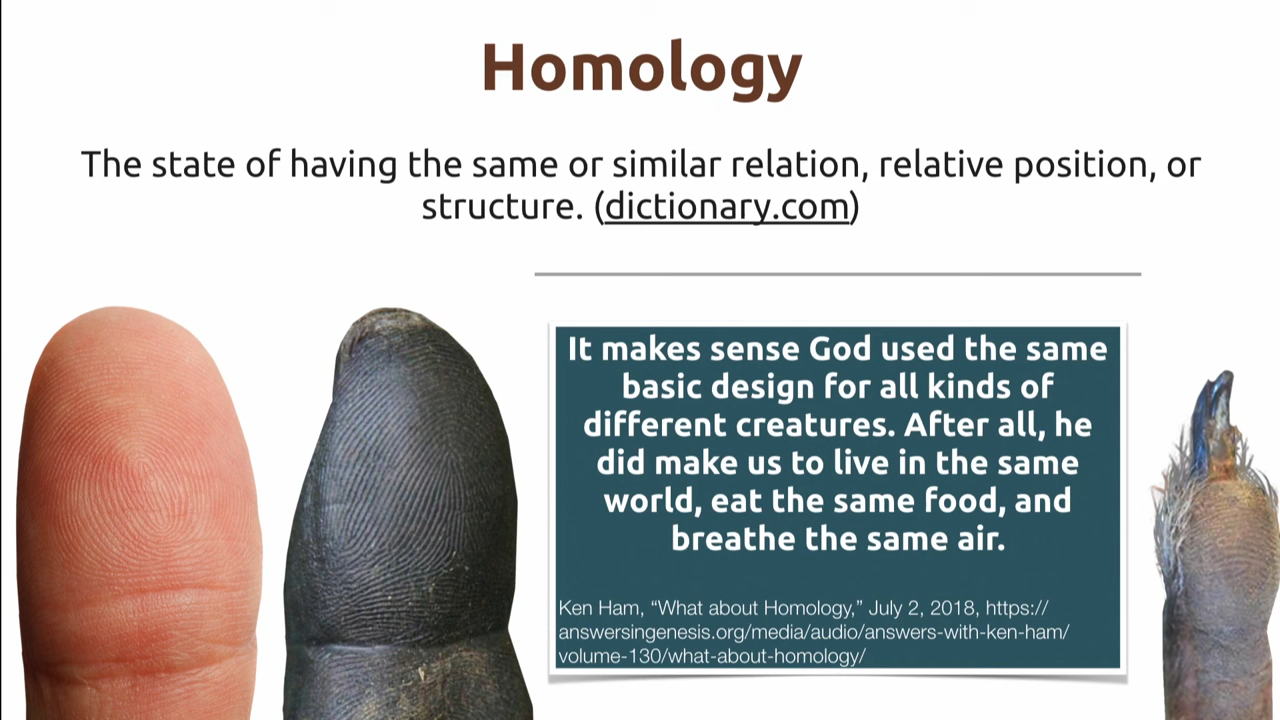 Homology
The state of having the same or similar relation, relative position, or
structure. (dictionary.com)
It makes sense God used the same
basic design for all kinds of
different creatures. After all, he
did make us to live in the same
world, eat the same food, and
breathe the same air.
Ken Ham, “What about Homology,” July 2, 2018, https://
answersingenesis.org/media/audio/answers-with-ken-ham/
volume-130/what-about-homology/